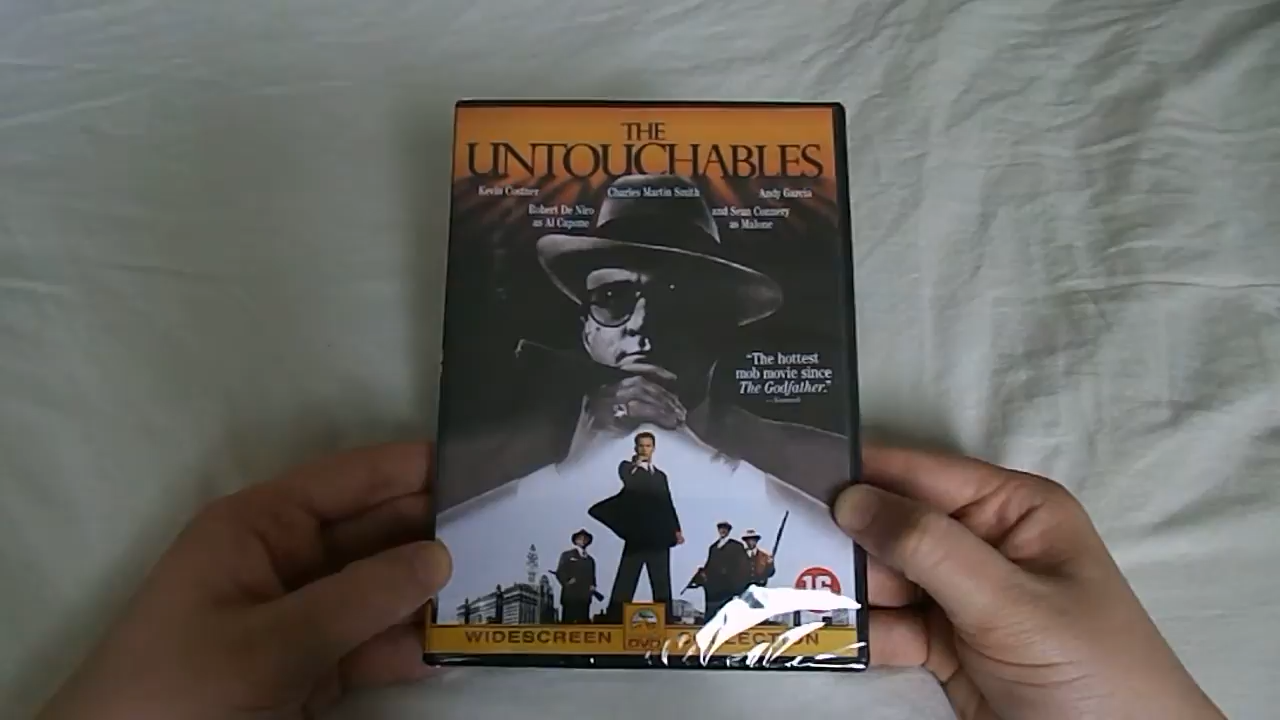 THE
UNTOUCHABLES
Kevin Costner Charles Martin Smith Andy Garcia
Robert De Niro and Sean Connery
as Al Capone as Malone
"The hottest
mob movie since
The Godfather."
16
WIDESCREEN DVD COLLECTION